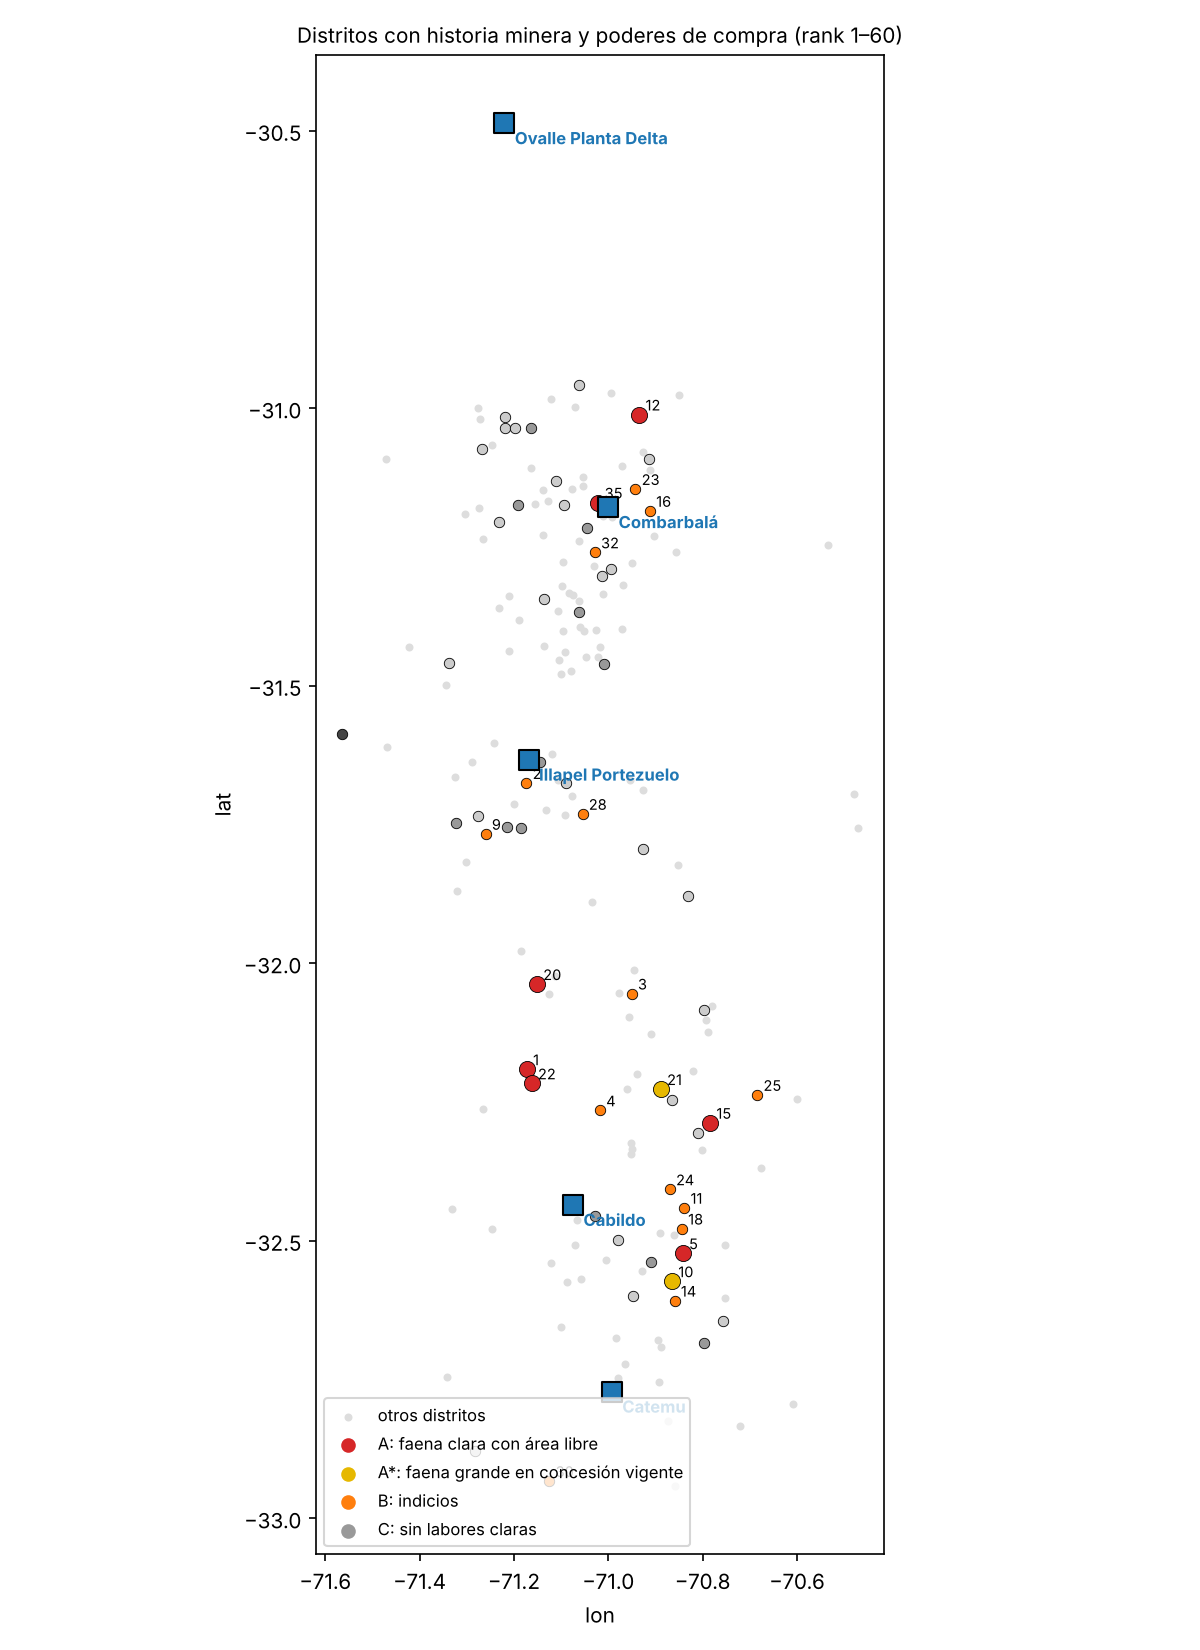 Distritos con historia minera y poderes de compra (rank 1–60)
−30.5
Ovalle Planta Delta
−31.0
12
23
35
16
Combarbalá
32
−31.5
2
Illapel Portezuelo
28
9
lat
−32.0
20
3
1
22
21
25
4
15
24
11
Cabildo
18
−32.5
5
10
14
Catemu
otros distritos
A: faena clara con área libre
A*: faena grande en concesión vigente
B: indicios
C: sin labores claras
−33.0
−71.6
−71.4
−71.2
−71.0
−70.8
−70.6
lon